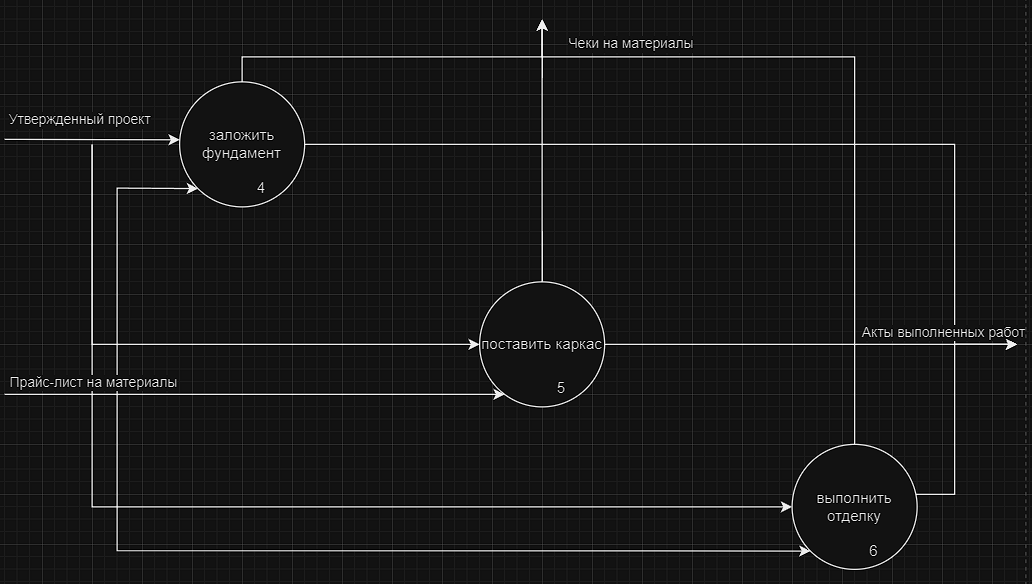 Чеки на материалы
Утвержденный проект
заложить
фундамент
4
Акты выполненных работ
поставить каркас
5
Прайс-лист на материалы
выполнить
отделку
6